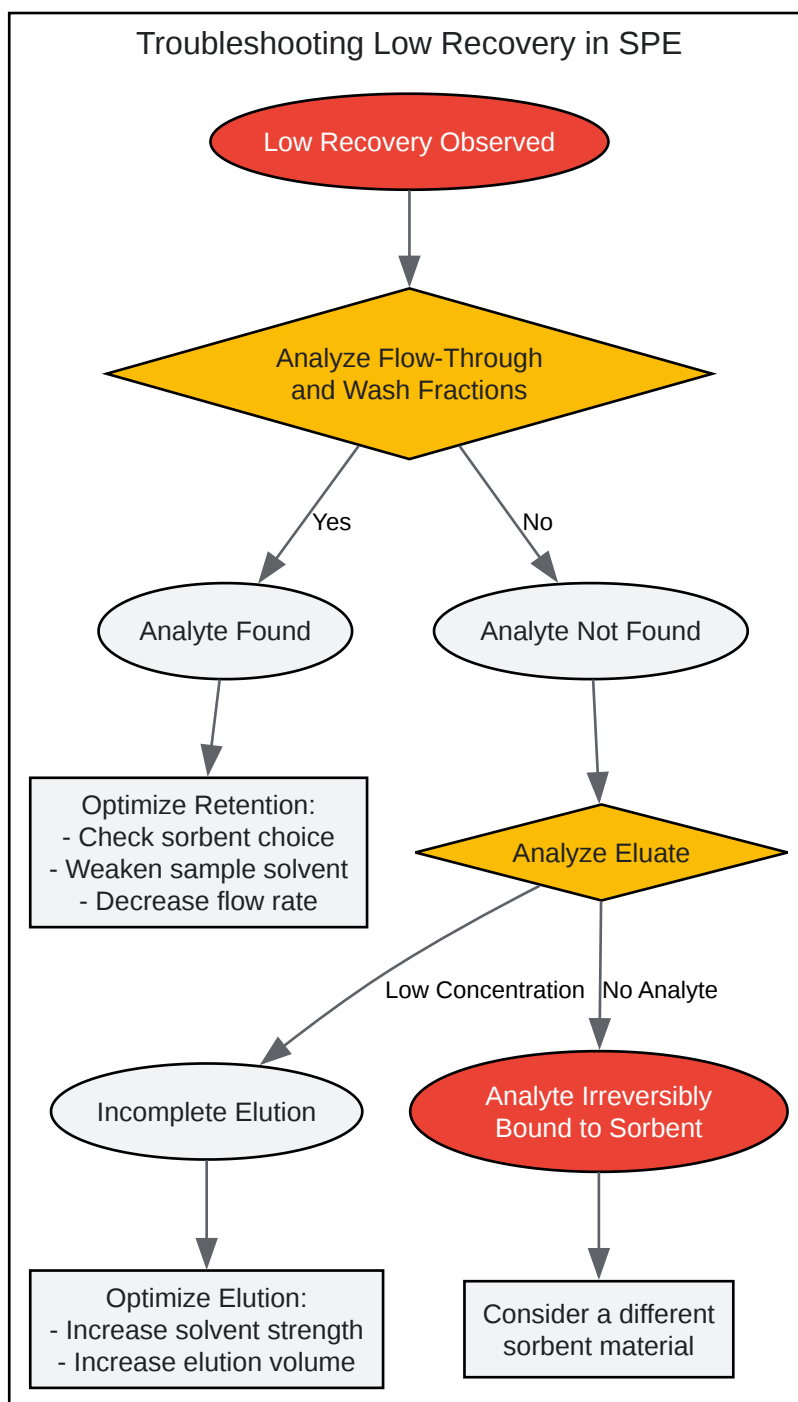 Troubleshooting Low Recovery in SPE
Low Recovery Observed
Analyze Flow-Through
and Wash Fractions
Yes
No
Analyte Found
Analyte Not Found
Optimize Retention:
- Check sorbent choice
- Weaken sample solvent
- Decrease flow rate
Analyze Eluate
Low Concentration
No Analyte
Incomplete Elution
Analyte Irreversibly
Bound to Sorbent
Optimize Elution:
- Increase solvent strength
- Increase elution volume
Consider a different
sorbent material